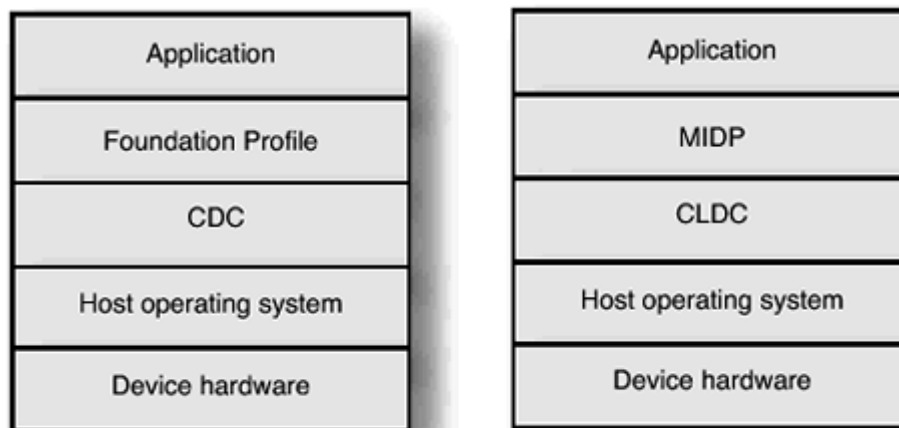 Application
Foundation Profile
CDC
Host operating system
Device hardware
Application
MIDP
CLDC
Host operating system
Device hardware